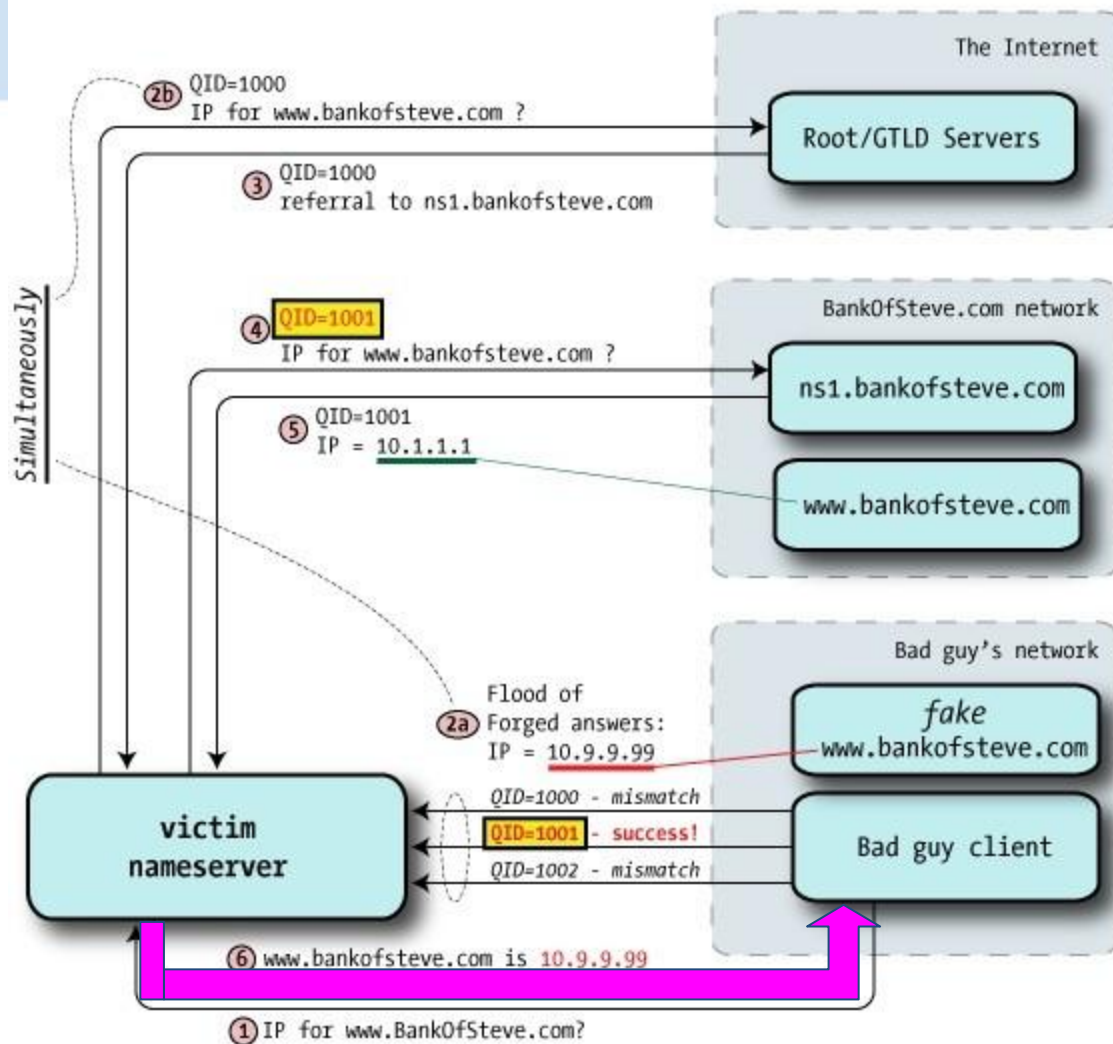 The Internet
2b QID=1000
IP for www.bankofsteve.com ?
Root/GTLD Servers
3 QID=1000
referral to ns1.bankofsteve.com
Simultaneously
BankOfSteve.com network
4 QID=1001
IP for www.bankofsteve.com ?
ns1.bankofsteve.com
5 QID=1001
IP = 10.1.1.1
www.bankofsteve.com
Bad guy's network
2a Flood of
Forged answers:
IP = 10.9.9.99
fake
www.bankofsteve.com
victim
nameserver
QID=1000 - mismatch
QID=1001 - success!
QID=1002 - mismatch
Bad guy client
6 www.bankofsteve.com is 10.9.9.99
1 IP for www.BankOfSteve.com?